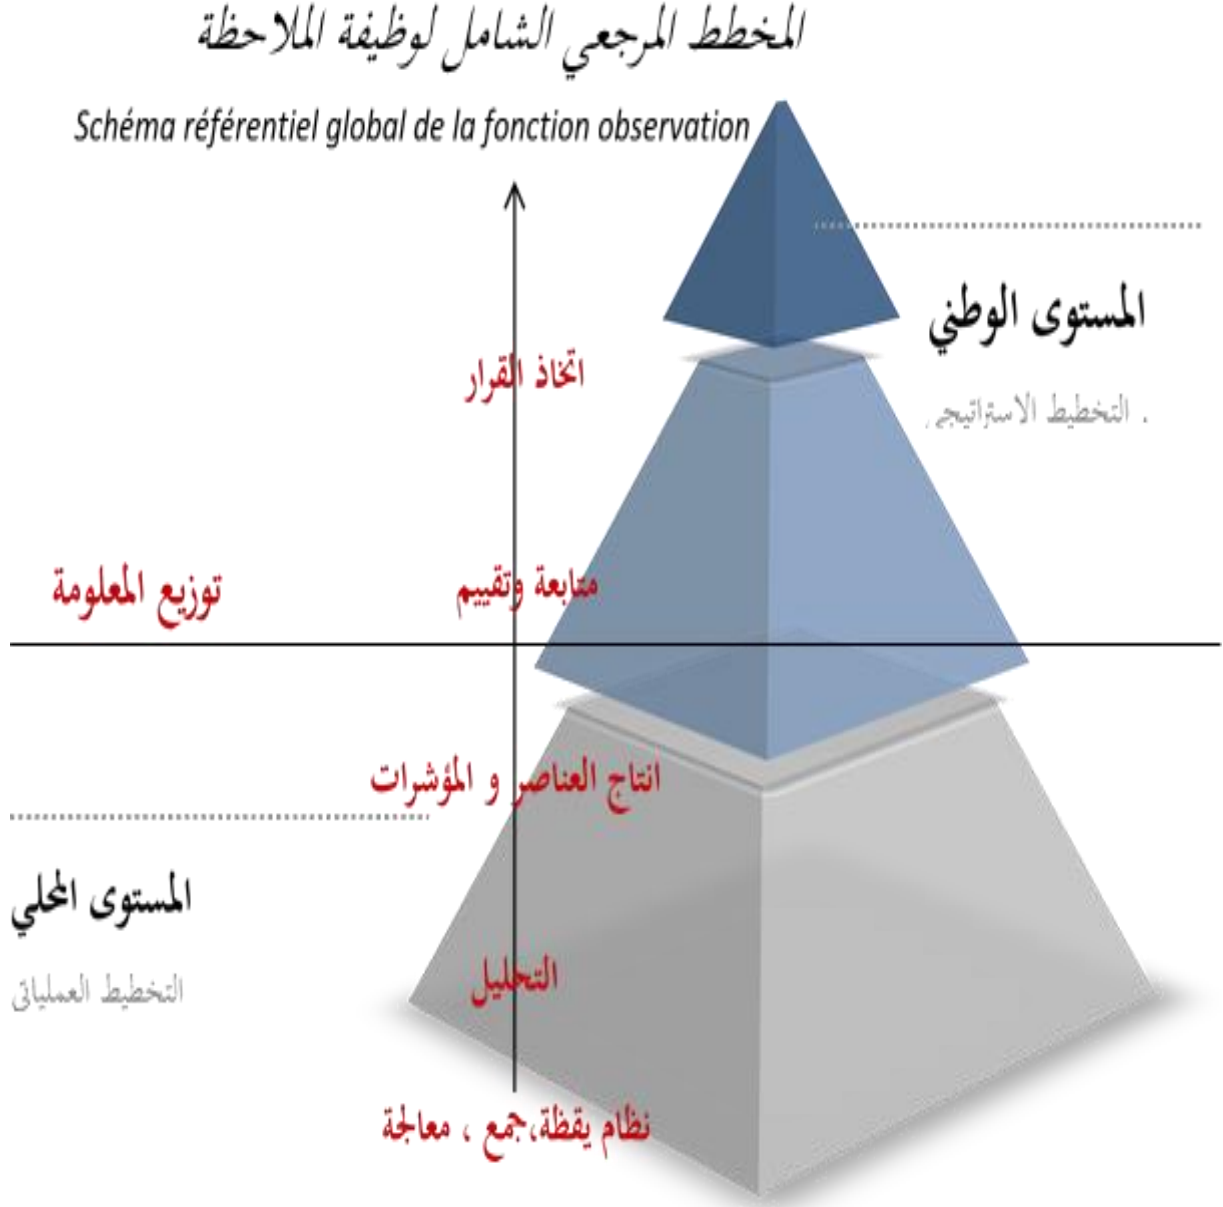 المخطط المرجعي الشامل لوظيفة الملاحظة
Schéma référentiel global de la fonction observation
المستوى الوطني
. التخطيط الاستراتيجي
اتخاذ القرار
متابعة وتقييم
توزيع المعلومة
انتاج العناصر و المؤشرات
المستوى المحلي
التخطيط العملياتي
التحليل
نظام يقظة،جمع ، معالجة